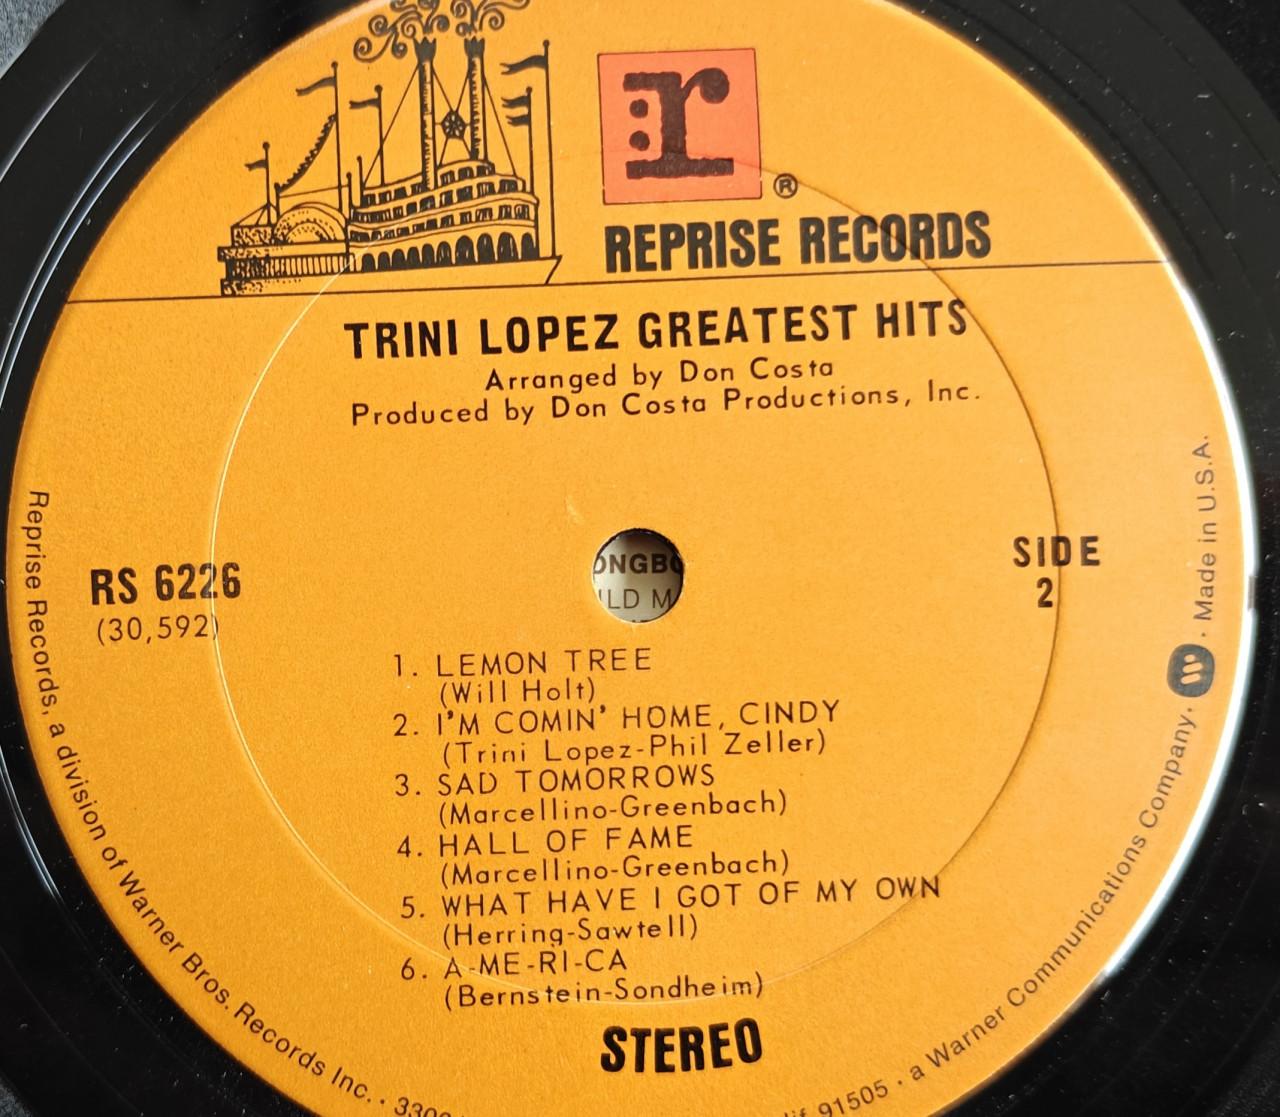 r
®
REPRISE RECORDS
TRINI LOPEZ GREATEST HITS
Arranged by Don Costa
Produced by Don Costa Productions, Inc.
RS 6226
(30,592)
SIDE
2
ONGBO
ILD M
1. LEMON TREE
(Will Holt)
2. I'M COMIN' HOME, CINDY
(Trini Lopez-Phil Zeller)
3. SAD TOMORROWS
(Marcellino-Greenbach)
4. HALL OF FAME
(Marcellino-Greenbach)
5. WHAT HAVE I GOT OF MY OWN
(Herring-Sawtell)
6. A-ME-RI-CA
(Bernstein-Sondheim)
STEREO
Reprise Records, a division of Warner Bros. Records Inc. · 3300
91505 · a Warner Communications Company. W · Made in U.S.A.